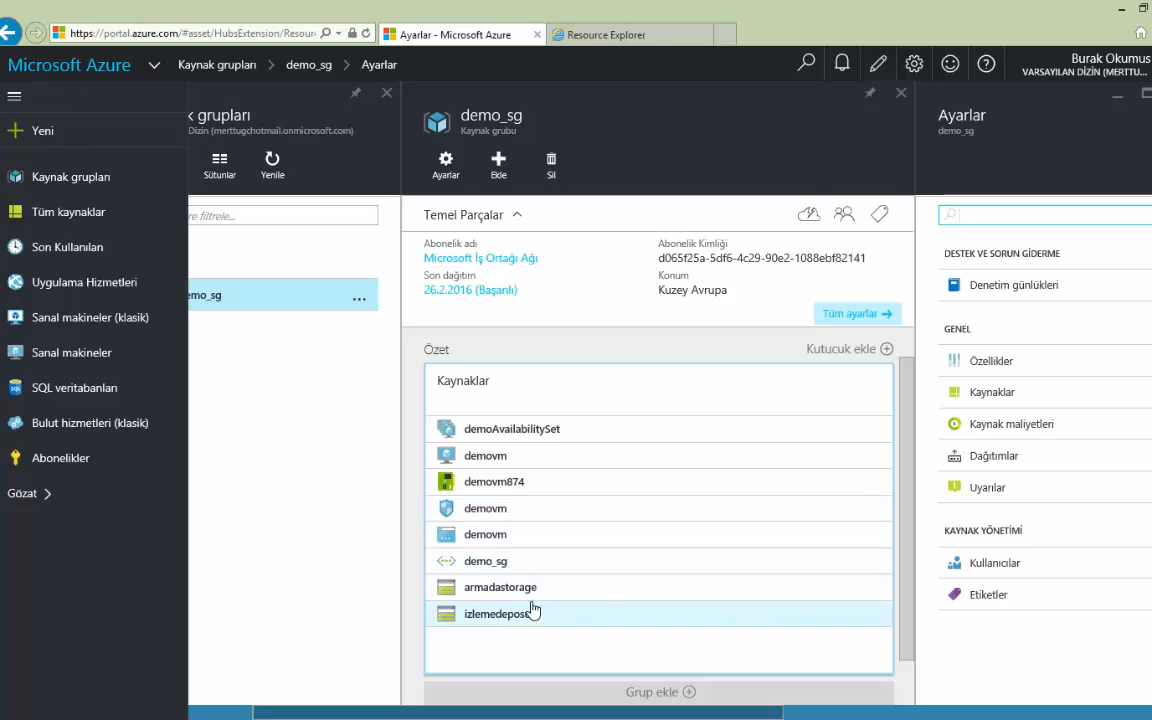 https://portal.azure.com/#asset/HubsExtension/Resour
Ayarlar - Microsoft Azure
Resource Explorer
Microsoft Azure
Kaynak grupları
demo_sg
Ayarlar
Burak Okumus
VARSAYILAN DİZİN (MERTTU...
Yeni
Kaynak grupları
Tüm kaynaklar
Son Kullanılan
Uygulama Hizmetleri
Sanal makineler (klasik)
Sanal makineler
SQL veritabanları
Bulut hizmetleri (klasik)
Abonelikler
Gözat
k grupları
Dizin (merttugchotmail.onmicrosoft.com)
Sütunlar
Yenile
re filtrele...
emo_sg
...
demo_sg
Kaynak grubu
Ayarlar
Ekle
Sil
Temel Parçalar
Abonelik adı
Microsoft İş Ortağı Ağı
Son dağıtım
26.2.2016 (Başarılı)
Abonelik Kimliği
d065f25a-5df6-4c29-90e2-1088ebf82141
Konum
Kuzey Avrupa
Tüm ayarlar
Özet
Kutucuk ekle
Kaynaklar
demoAvailabilitySet
demovm
demovm874
demovm
demovm
demo_sg
armadastorage
Grup ekle
Ayarlar
demo_sg
DESTEK VE SORUN GİDERME
Denetim günlükleri
GENEL
Özellikler
Kaynaklar
Kaynak maliyetleri
Dağıtımlar
Uyarılar
KAYNAK YÖNETİMİ
Kullanıcılar
Etiketler